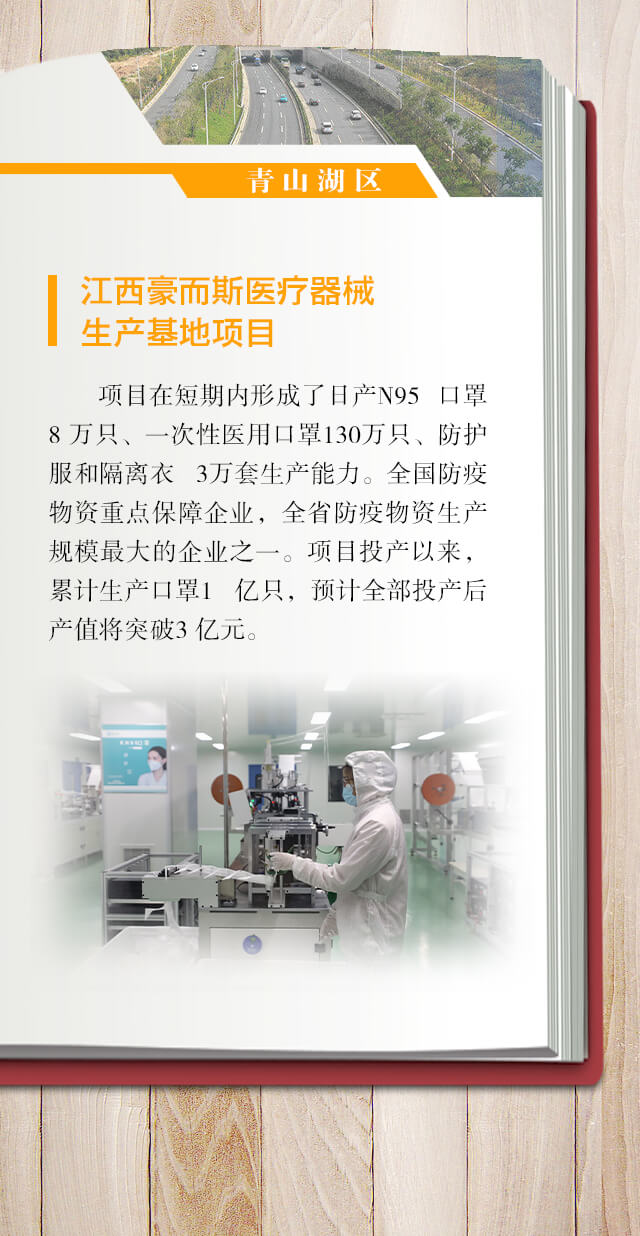 青山湖区
江西豪而斯医疗器械
生产基地项目
项目在短期内形成了日产N95 口罩
8 万只、一次性医用口罩130万只、防护
服和隔离衣 3万套生产能力。全国防疫
物资重点保障企业，全省防疫物资生产
规模最大的企业之一。项目投产以来，
累计生产口罩1 亿只，预计全部投产后
产值将突破3 亿元。